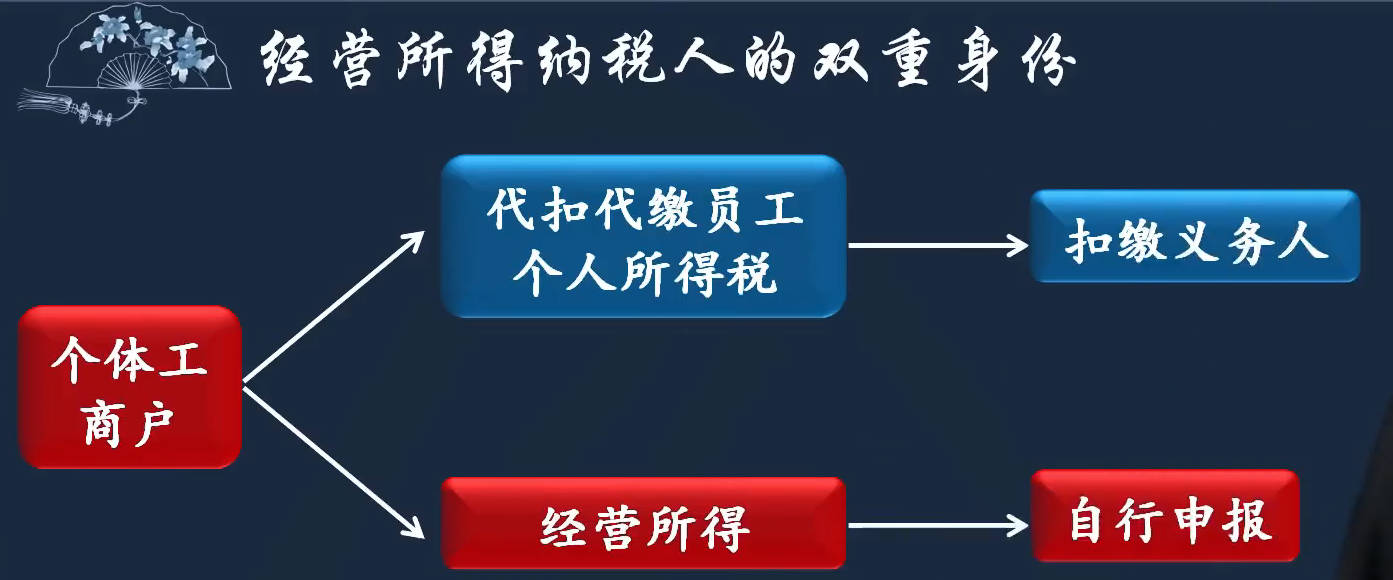 经营所得纳税人的双重身份
代扣代缴员工
个人所得税
扣缴义务人
个体工
商户
经营所得
自行申报